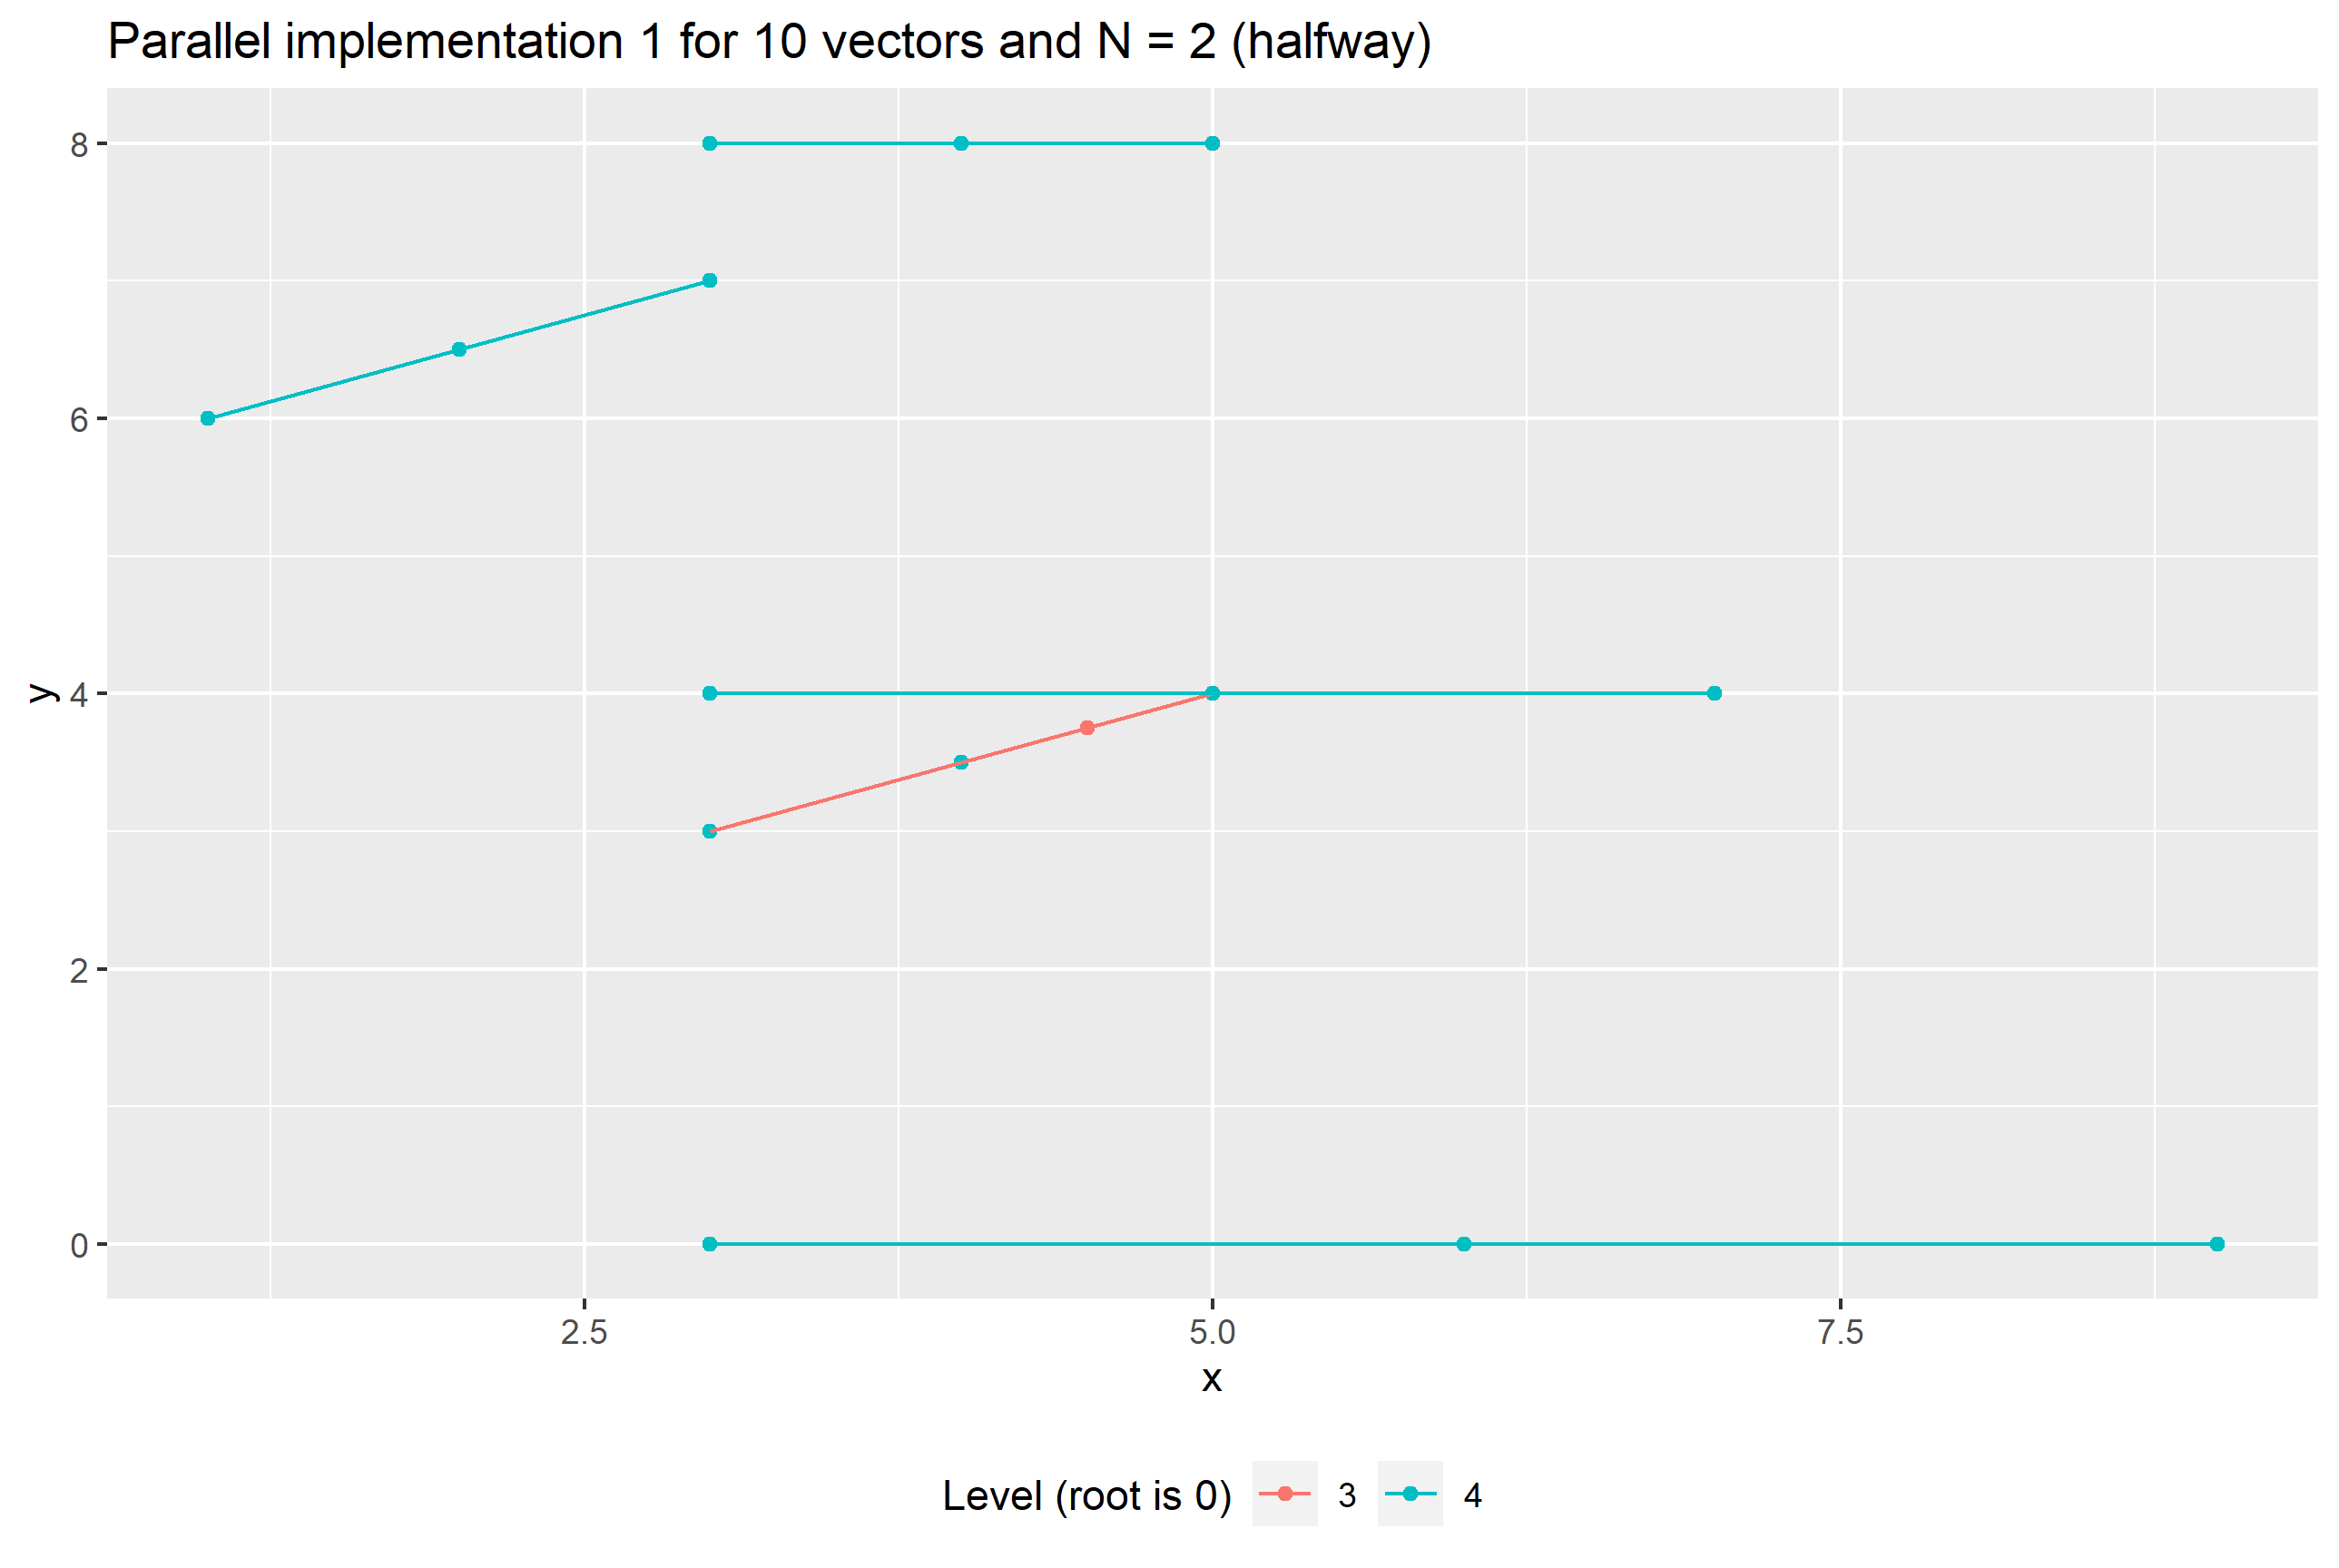 Parallel implementation 1 for 10 vectors and N = 2 (halfway)
8
6
4
2
0
y
2.5 5.0 7.5
x
Level (root is 0) 3 4